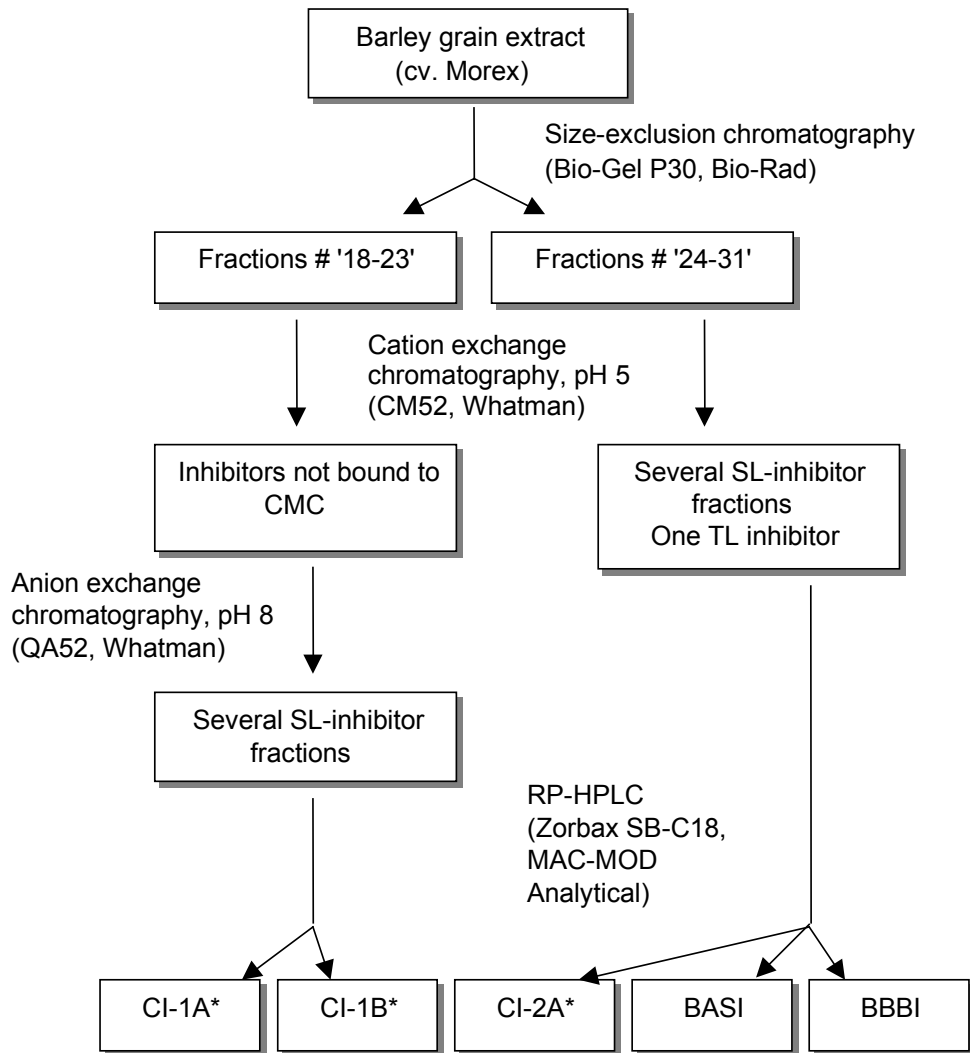 Barley grain extract
(cv. Morex)
Size-exclusion chromatography
(Bio-Gel P30, Bio-Rad)
Fractions # '18-23'
Fractions # '24-31'
Cation exchange
chromatography, pH 5
(CM52, Whatman)
Inhibitors not bound to
CMC
Several SL-inhibitor
fractions
One TL inhibitor
Anion exchange
chromatography, pH 8
(QA52, Whatman)
Several SL-inhibitor
fractions
RP-HPLC
(Zorbax SB-C18,
MAC-MOD
Analytical)
CI-1A*
CI-1B*
CI-2A*
BASI
BBBI